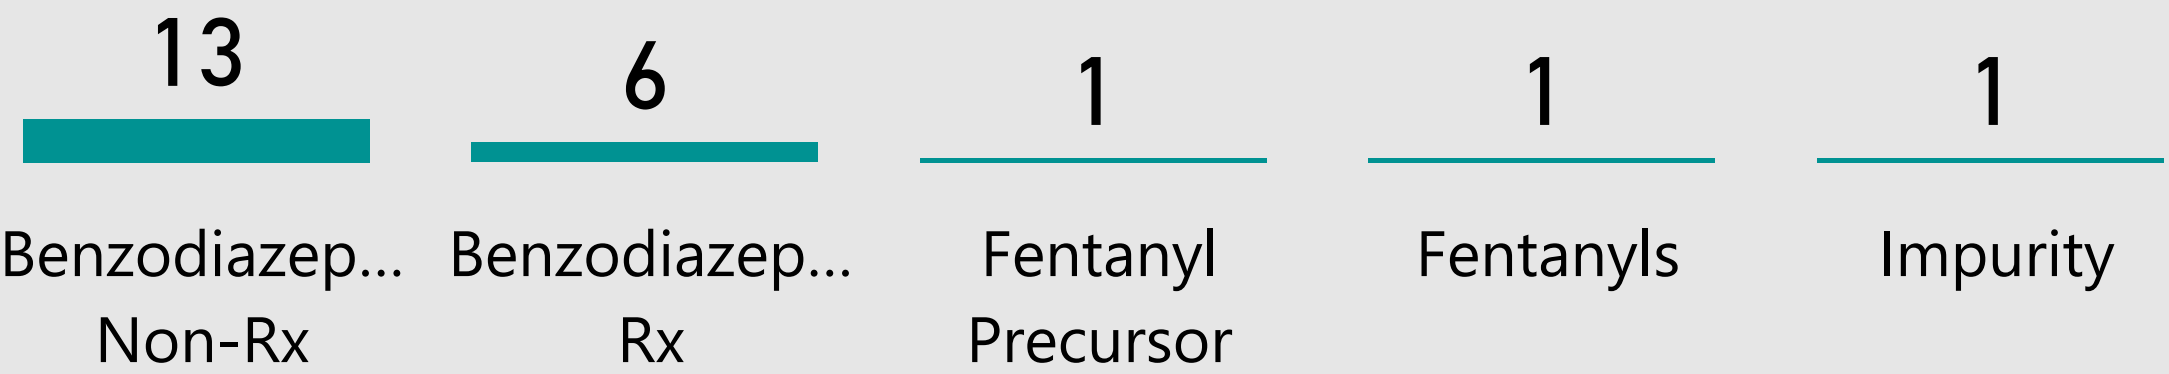 13
6
1
1
1
Benzodiazep...
Non-Rx
Benzodiazep...
Rx
Fentanyl
Precursor
Fentanyls
Impurity